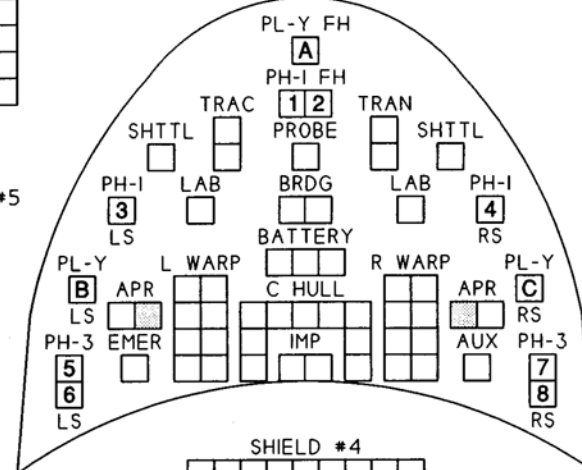 PL-Y FH
A
PH-I FH
1 2
TRAC TRAN
SHTTL PROBE SHTTL
#5
PH-I LAB BRDG LAB PH-I
3 4
LS RS
BATTERY
PL-Y L WARP R WARP PL-Y
B APR C HULL APR C
LS RS
PH-3 EMER IMP AUX PH-3
5 7
6 8
LS RS
SHIELD #4